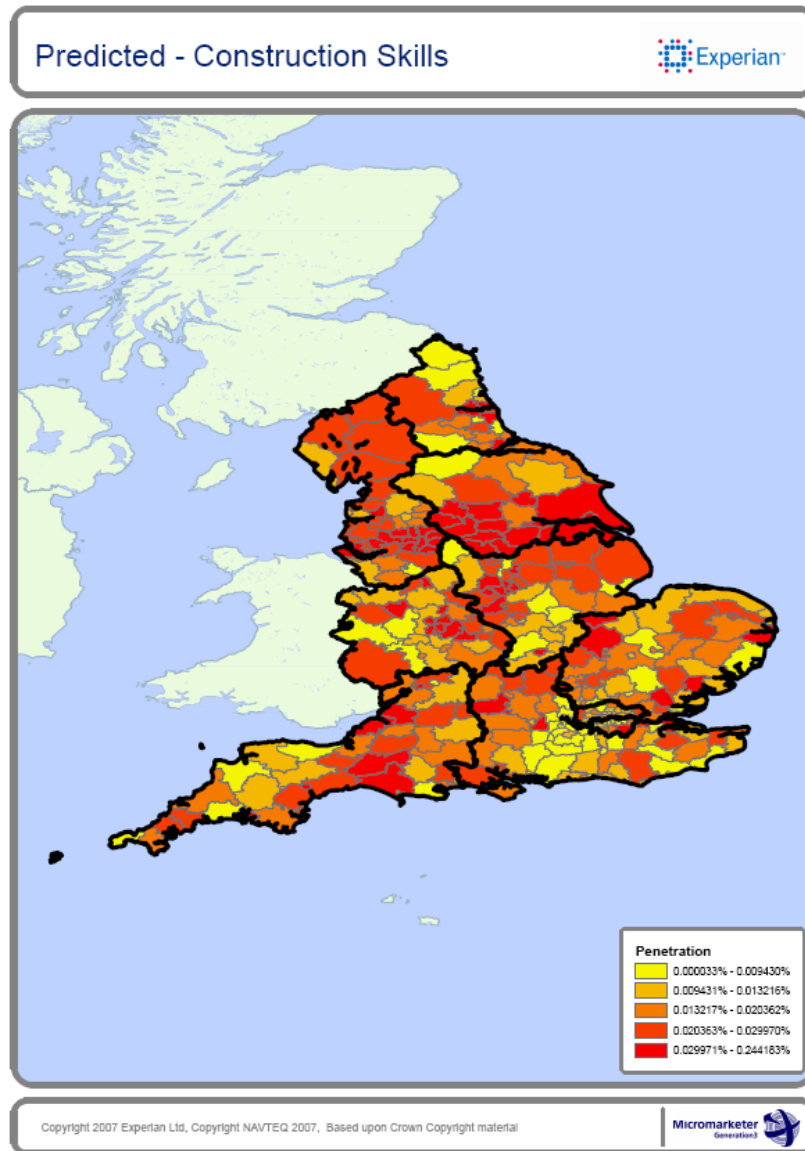 Predicted - Construction Skills
Experian™
Penetration
0.000033% - 0.009430%
0.009431% - 0.013216%
0.013217% - 0.020362%
0.020363% - 0.029970%
0.029971% - 0.244183%
Copyright 2007 Experian Ltd, Copyright NAVTEQ 2007, Based upon Crown Copyright material
Micromarketer
Generation3